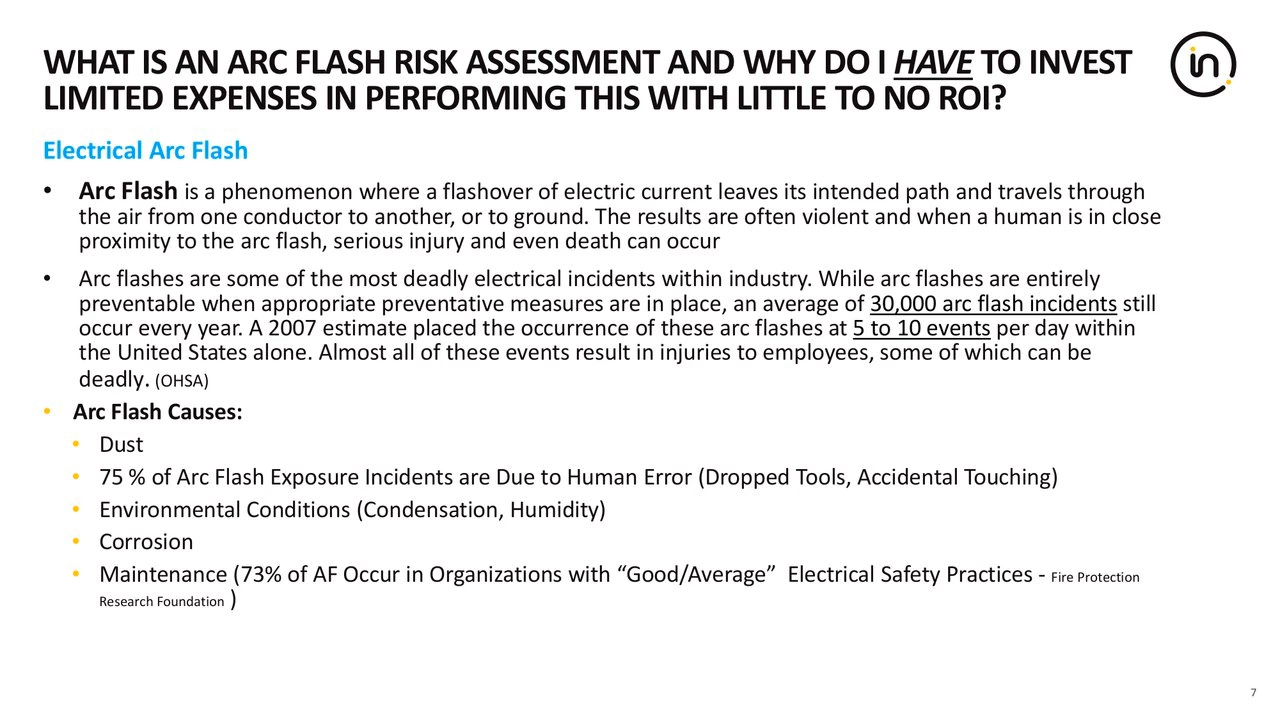 WHAT IS AN ARC FLASH RISK ASSESSMENT AND WHY DO I HAVE TO INVEST
LIMITED EXPENSES IN PERFORMING THIS WITH LITTLE TO NO ROI?
in
Electrical Arc Flash
• Arc Flash is a phenomenon where a flashover of electric current leaves its intended path and travels through
the air from one conductor to another, or to ground. The results are often violent and when a human is in close
proximity to the arc flash, serious injury and even death can occur
• Arc flashes are some of the most deadly electrical incidents within industry. While arc flashes are entirely
preventable when appropriate preventative measures are in place, an average of 30,000 arc flash incidents still
occur every year. A 2007 estimate placed the occurrence of these arc flashes at 5 to 10 events per day within
the United States alone. Almost all of these events result in injuries to employees, some of which can be
deadly. (OHSA)
• Arc Flash Causes:
• Dust
• 75 % of Arc Flash Exposure Incidents are Due to Human Error (Dropped Tools, Accidental Touching)
• Environmental Conditions (Condensation, Humidity)
• Corrosion
• Maintenance (73% of AF Occur in Organizations with “Good/Average”  Electrical Safety Practices - Fire Protection
Research Foundation )
7